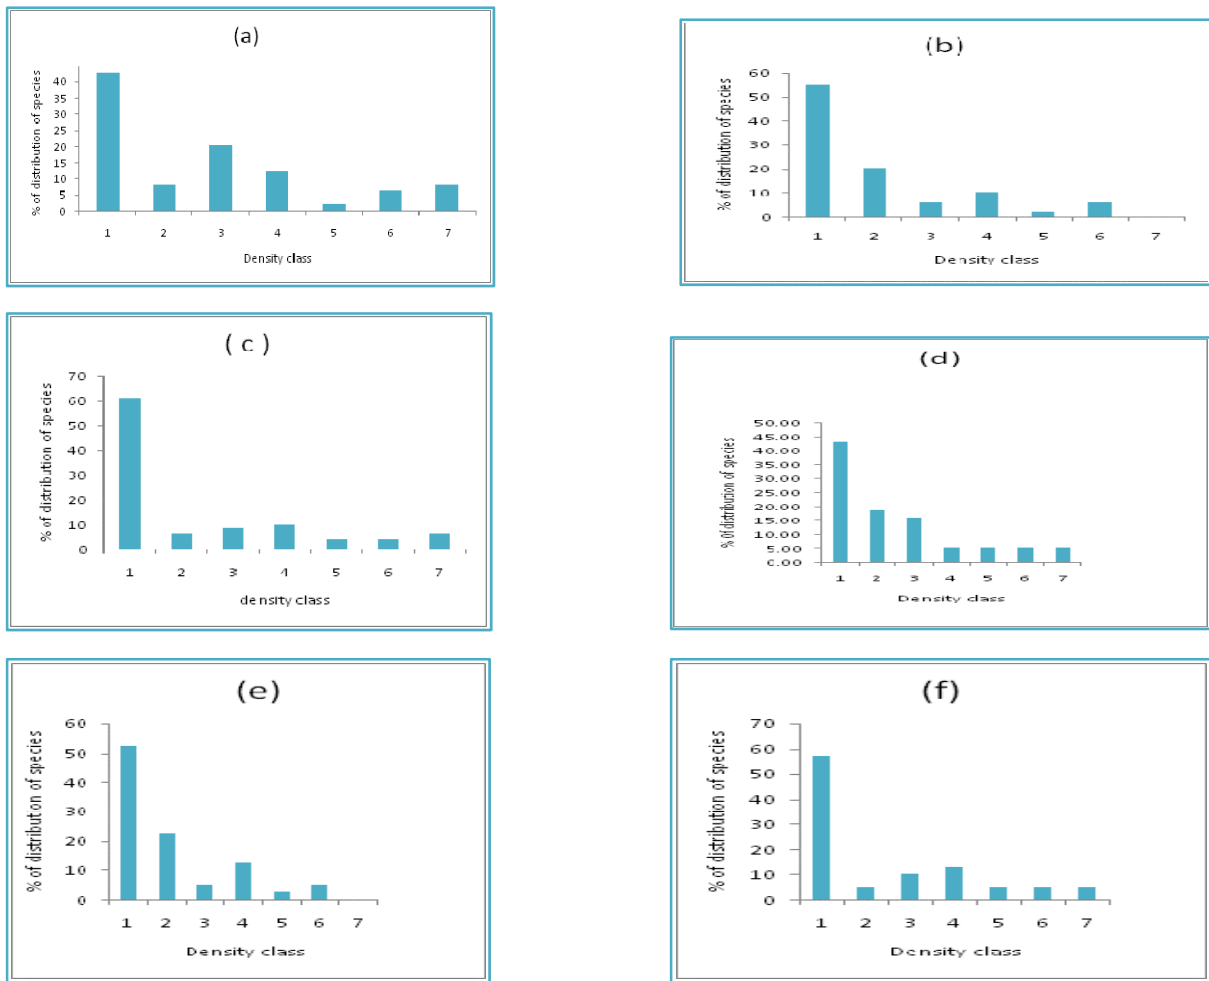 (a)
% of distribution of species
40
35
30
25
20
15
10
5
0
1 2 3 4 5 6 7
Density class
(b)
% of distribution of species
60
50
40
30
20
10
0
1 2 3 4 5 6 7
Density class
( c )
% of distribution of species
70
60
50
40
30
20
10
0
1 2 3 4 5 6 7
density class
(d)
% 0f distribution of species
50.00
45.00
40.00
35.00
30.00
25.00
20.00
15.00
10.00
5.00
0.00
1 2 3 4 5 6 7
Density class
(e)
% of distribution of species
60
50
40
30
20
10
0
1 2 3 4 5 6 7
Density class
(f)
% of distribution of species
70
60
50
40
30
20
10
0
1 2 3 4 5 6 7
Density class